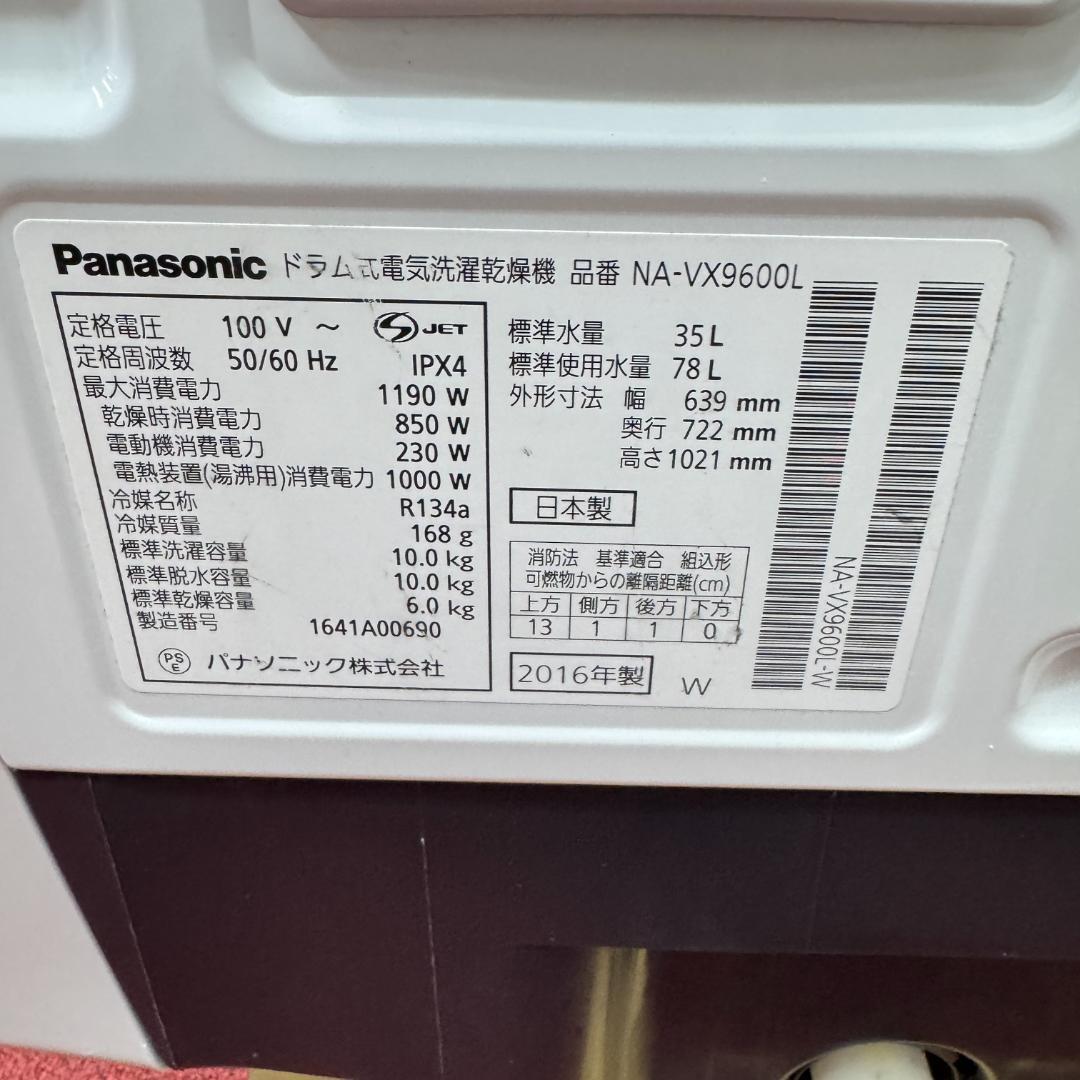 Panasonic ドラム式電気洗濯乾燥機 品番 NA-VX9600L
定格電圧 100 V ～ S JET
定格周波数 50/60 Hz IPX4
最大消費電力 1190 W
乾燥時消費電力 850 W
電動機消費電力 230 W
電熱装置(湯沸用)消費電力 1000 W
冷媒名称 R134a
冷媒質量 168 g
標準洗濯容量 10.0 kg
標準脱水容量 10.0 kg
標準乾燥容量 6.0 kg
製造番号 1641A00690
PSE パナソニック株式会社
標準水量 35 L
標準使用水量 78 L
外形寸法 幅 639 mm
奥行 722 mm
高さ 1021 mm
日本製
消防法 基準適合 組込形
可燃物からの離隔距離(cm)
上方 側方 後方 下方
13 1 1 0
2016年製 W
NA-VX9600L-W